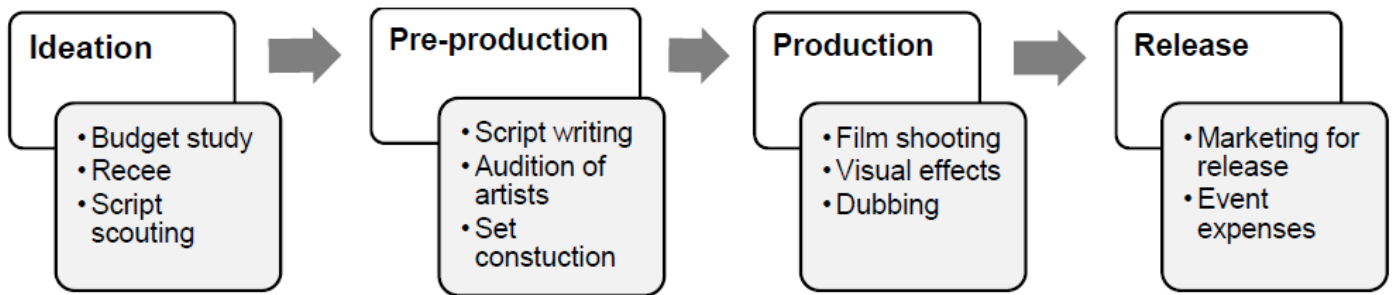 Ideation
• Budget study
• Recee
• Script
scouting
Pre-production
• Script writing
• Audition of
artists
• Set
constuction
Production
• Film shooting
• Visual effects
• Dubbing
Release
• Marketing for
release
• Event
expenses